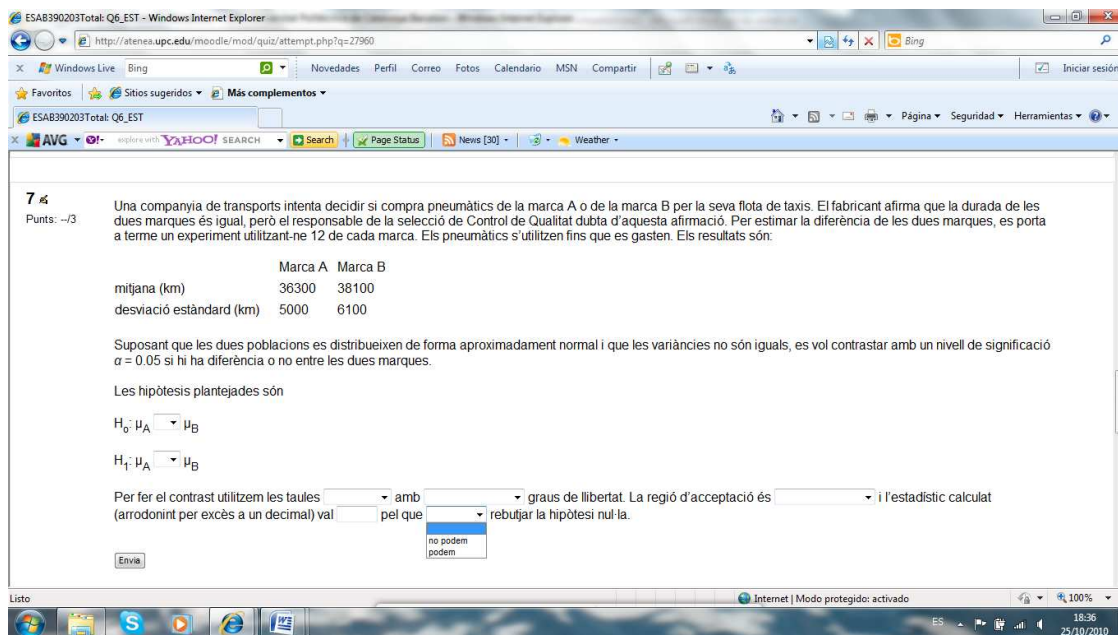 ESAB390203Total: Q6_EST - Windows Internet Explorer
http://atenea.upc.edu/moodle/mod/quiz/attempt.php?q=27960
Bing
X Windows Live Bing Novedades Perfil Correo Fotos Calendario MSN Compartir Iniciar sesión
Favoritos Sitios sugeridos Más complementos
ESAB390203Total: Q6_EST Página Seguridad Herramientas
X AVG explore with YAHOO! SEARCH Search Page Status News [30] Weather
7
Punts: --/3
Una companyia de transports intenta decidir si compra pneumàtics de la marca A o de la marca B per la seva flota de taxis. El fabricant afirma que la durada de les
dues marques és igual, però el responsable de la selecció de Control de Qualitat dubta d'aquesta afirmació. Per estimar la diferència de les dues marques, es porta
a terme un experiment utilitzant-ne 12 de cada marca. Els pneumàtics s'utilitzen fins que es gasten. Els resultats són:
Marca A Marca B
mitjana (km) 36300 38100
desviació estàndard (km) 5000 6100
Suposant que les dues poblacions es distribueixen de forma aproximadament normal i que les variàncies no són iguals, es vol contrastar amb un nivell de significació
α = 0.05 si hi ha diferència o no entre les dues marques.
Les hipòtesis plantejades són
H₀: μA μB
H₁: μA μB
Per fer el contrast utilitzem les taules amb graus de llibertat. La regió d'acceptació és i l'estadístic calculat
(arrodonint per excès a un decimal) val pel que rebutjar la hipòtesi nul·la.
no podem
podem
Envia
Listo Internet | Modo protegido: activado 100%
ES 18:36
25/10/2010